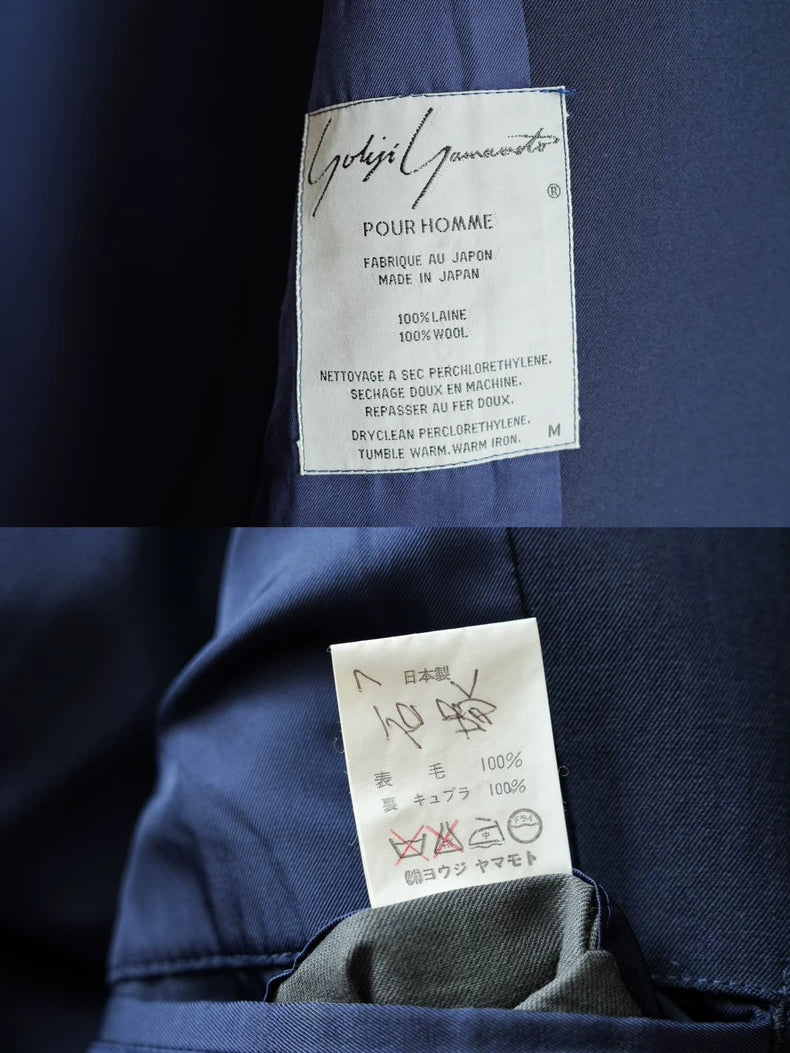 Yohji Yamamoto
®
POUR HOMME
FABRIQUE AU JAPON
MADE IN JAPAN
100%LAINE
100%WOOL
NETTOYAGE A SEC PERCHLORETHYLENE.
SECHAGE DOUX EN MACHINE.
REPASSER AU FER DOUX.
DRYCLEAN PERCLORETHYLENE.
TUMBLE WARM.WARM IRON.
M
日本製
表 毛 100%
裏 キュプラ 100%
中 ドライ
㈱ヨウジ ヤマモト